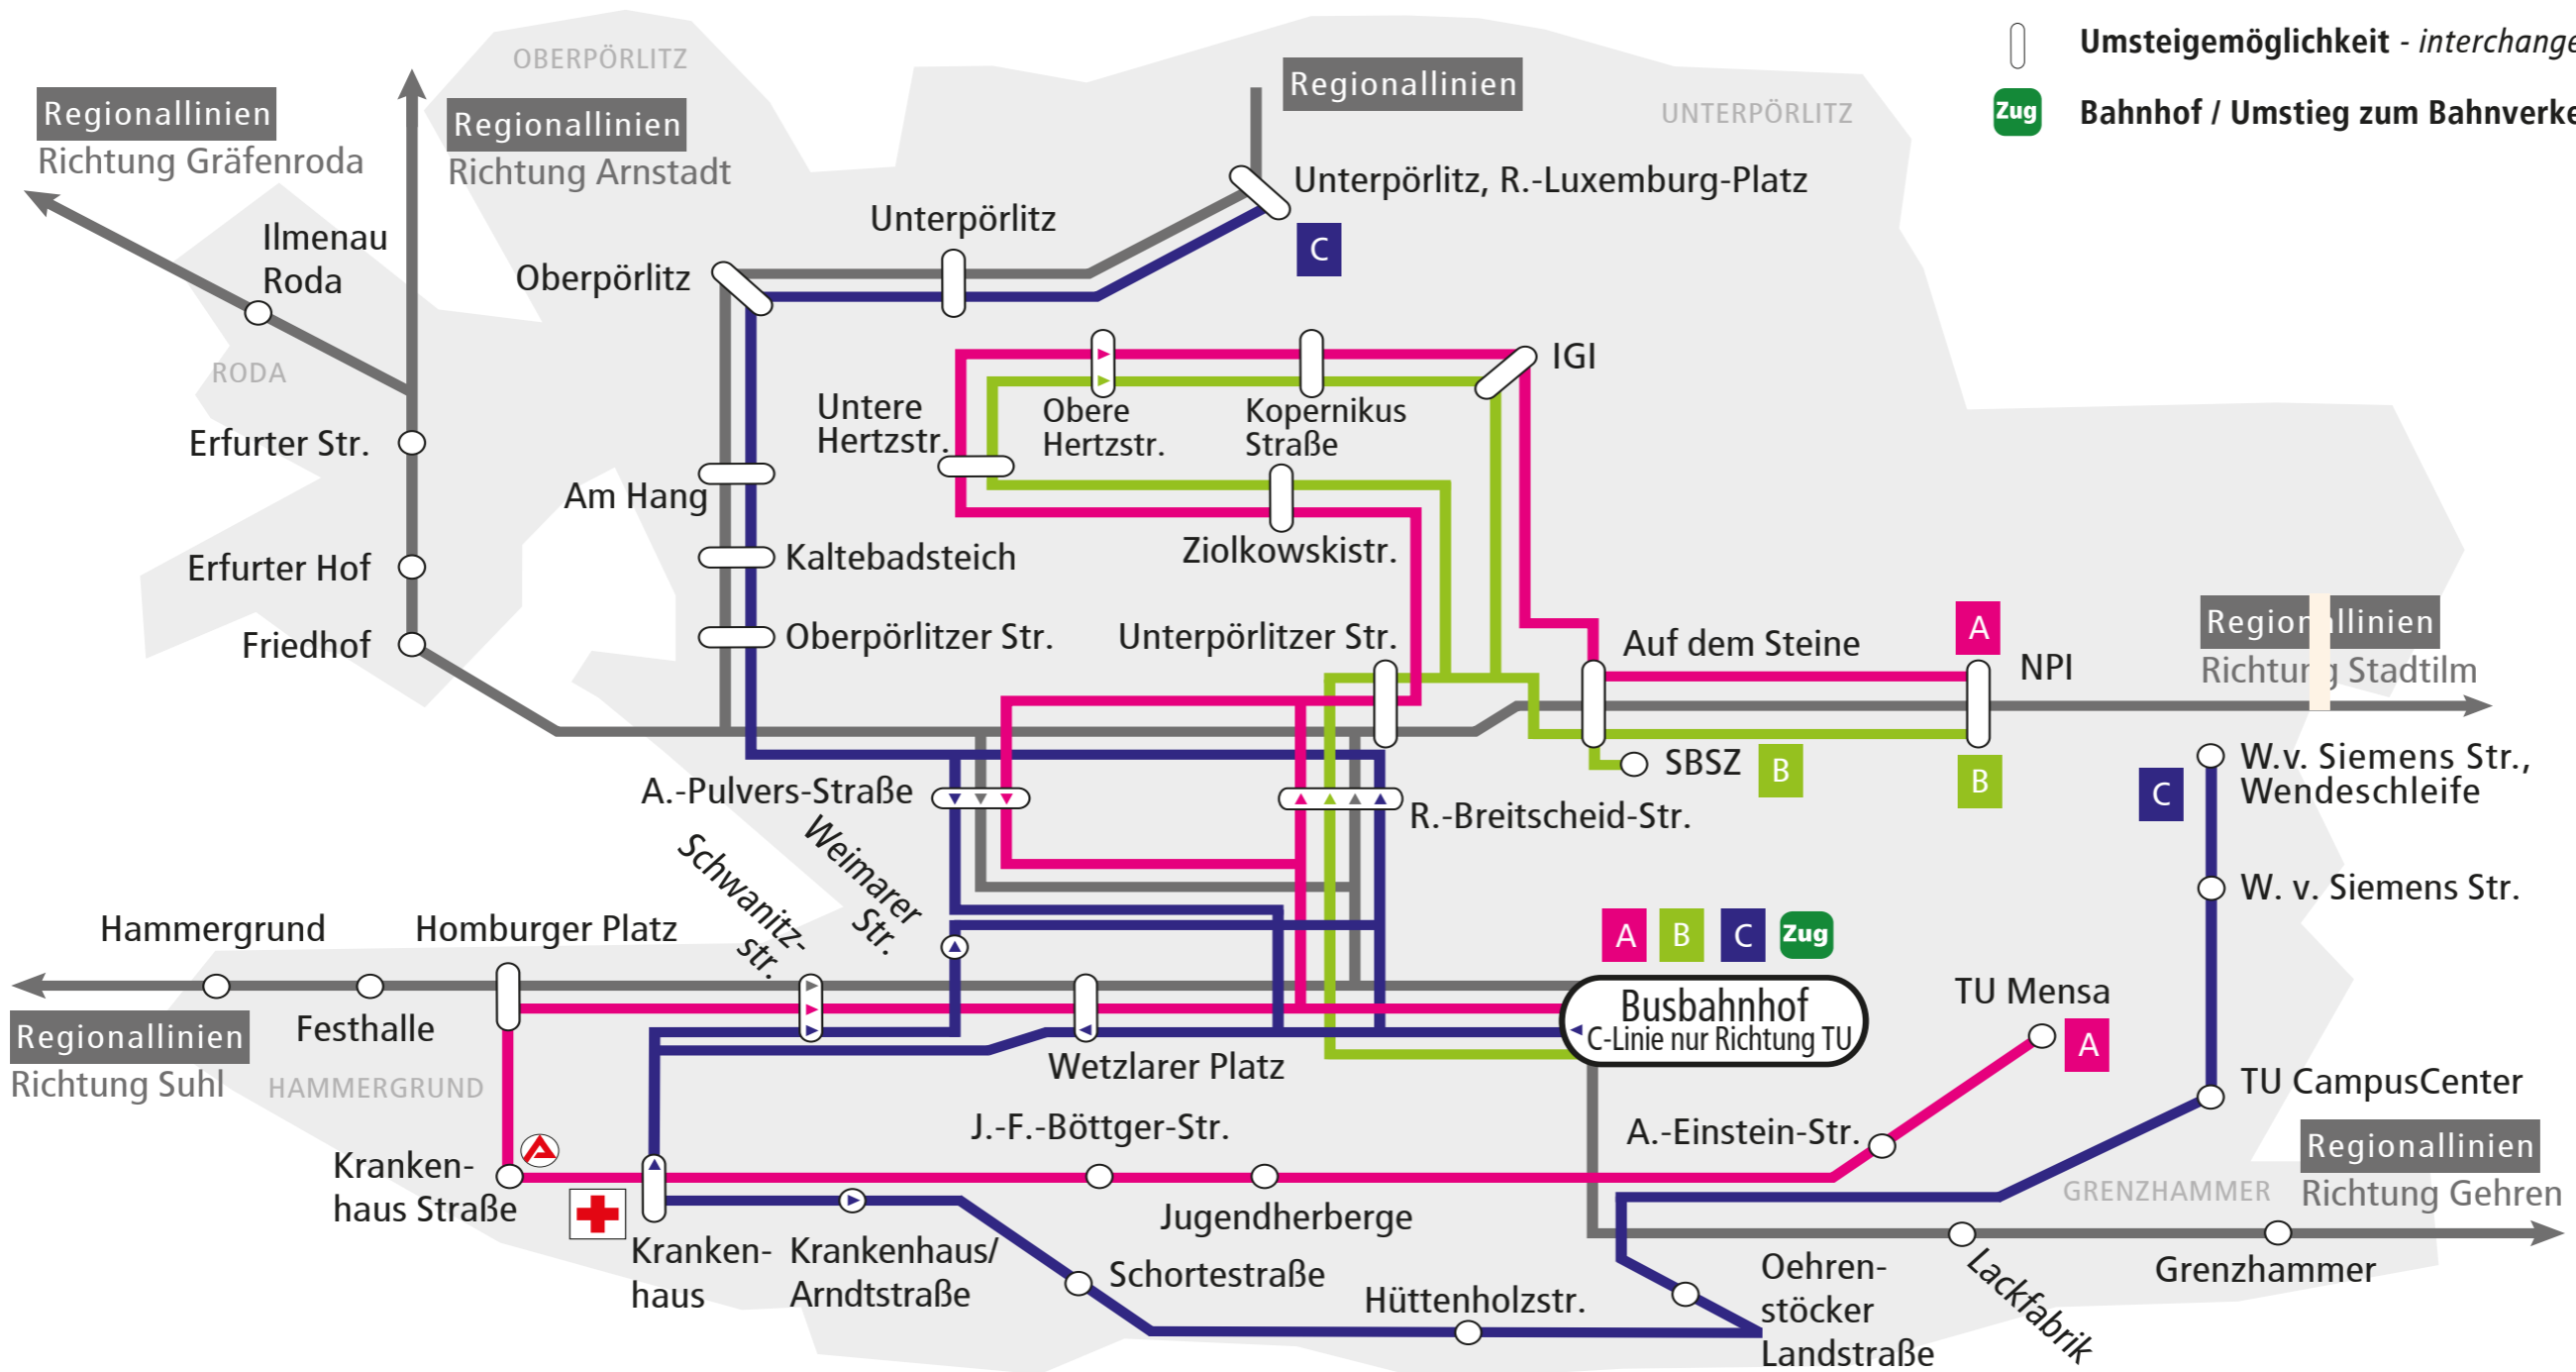 OBERPÖRLITZ
Umsteigemöglichkeit - interchange
Regionallinien
Richtung Gräfenroda
Regionallinien
Richtung Arnstadt
Regionallinien
UNTERPÖRLITZ
Zug
Bahnhof / Umstieg zum Bahnverke
Unterpörlitz, R.-Luxemburg-Platz
C
Unterpörlitz
Oberpörlitz
Ilmenau
Roda
RODA
IGI
Untere
Hertzstr.
Obere
Hertzstr.
Kopernikus
Straße
Erfurter Str.
Am Hang
Kaltebadsteich
Ziolkowskistr.
Erfurter Hof
Friedhof
Oberpörlitzer Str.
Unterpörlitzer Str.
Auf dem Steine
A
NPI
B
Regionallinien
Richtung Stadtilm
SBSZ
B
A.-Pulvers-Straße
R.-Breitscheid-Str.
C
W.v. Siemens Str.,
Wendeschleife
W. v. Siemens Str.
Schwanitz-
str.
Weimarer
Str.
Hammergrund
Homburger Platz
Festhalle
Regionallinien
Richtung Suhl
HAMMERGRUND
A
B
C
Zug
Busbahnhof
C-Linie nur Richtung TU
Wetzlarer Platz
TU Mensa
A
TU CampusCenter
J.-F.-Böttger-Str.
A.-Einstein-Str.
Regionallinien
Richtung Gehren
GRENZHAMMER
Kranken-
haus Straße
Jugendherberge
Kranken-
haus
Krankenhaus/
Arndtstraße
Schortestraße
Hüttenholzstr.
Oehren-
stöcker
Landstraße
Lackfabrik
Grenzhammer